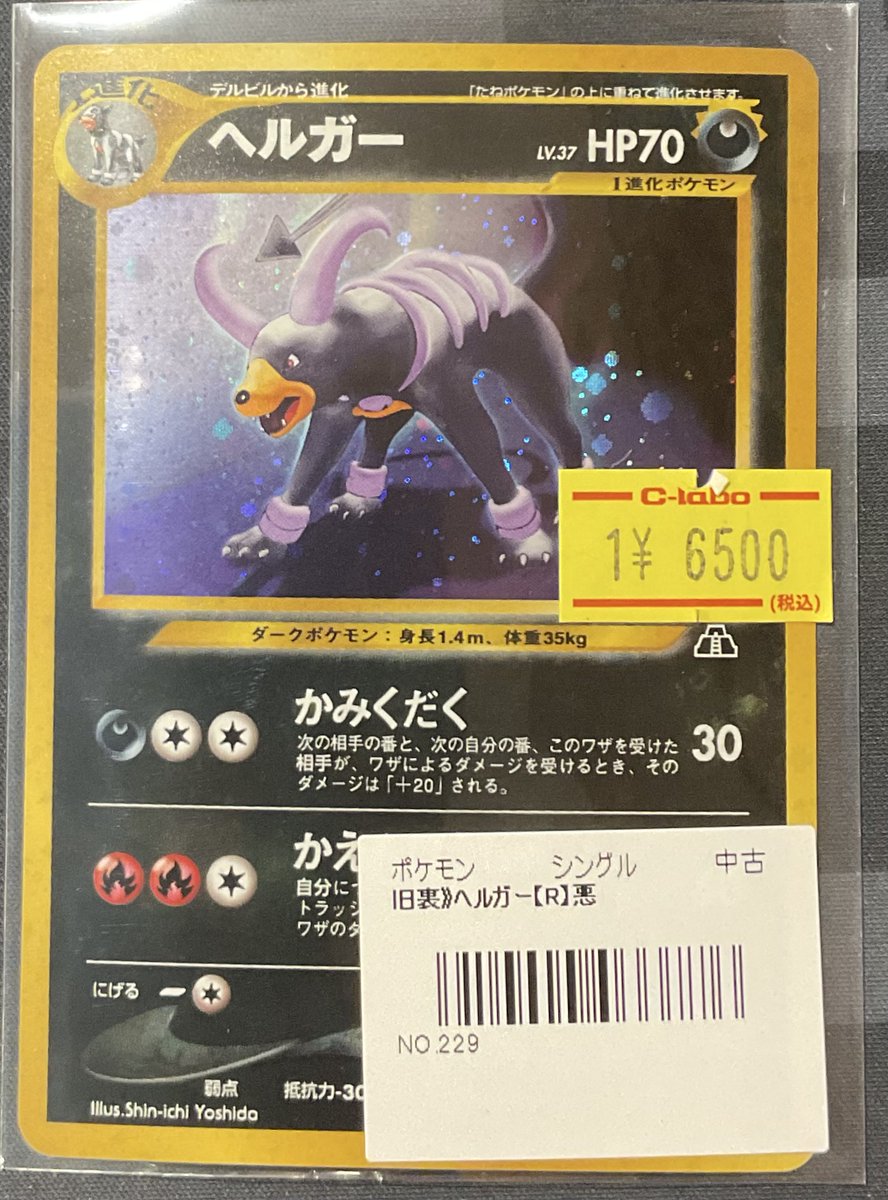 一進化
デルビルから進化
「たねポケモン」の上に重ねて進化させます。
ヘルガー
LV.37 HP70
1進化ポケモン
C-labo
1¥ 6500
(税込)
ダークポケモン：身長1.4m、体重35kg
かみくだく
30
次の相手の番と、次の自分の番、このワザを受けた
相手が、ワザによるダメージを受けるとき、その
ダメージは「＋20」される。
かえ
自分に
トラッシ
ワザのダ
ポケモン シングル 中古
旧裏》ヘルガー【R】悪
NO.229
にげる
弱点 抵抗力-30
Illus.Shin-ichi Yoshida